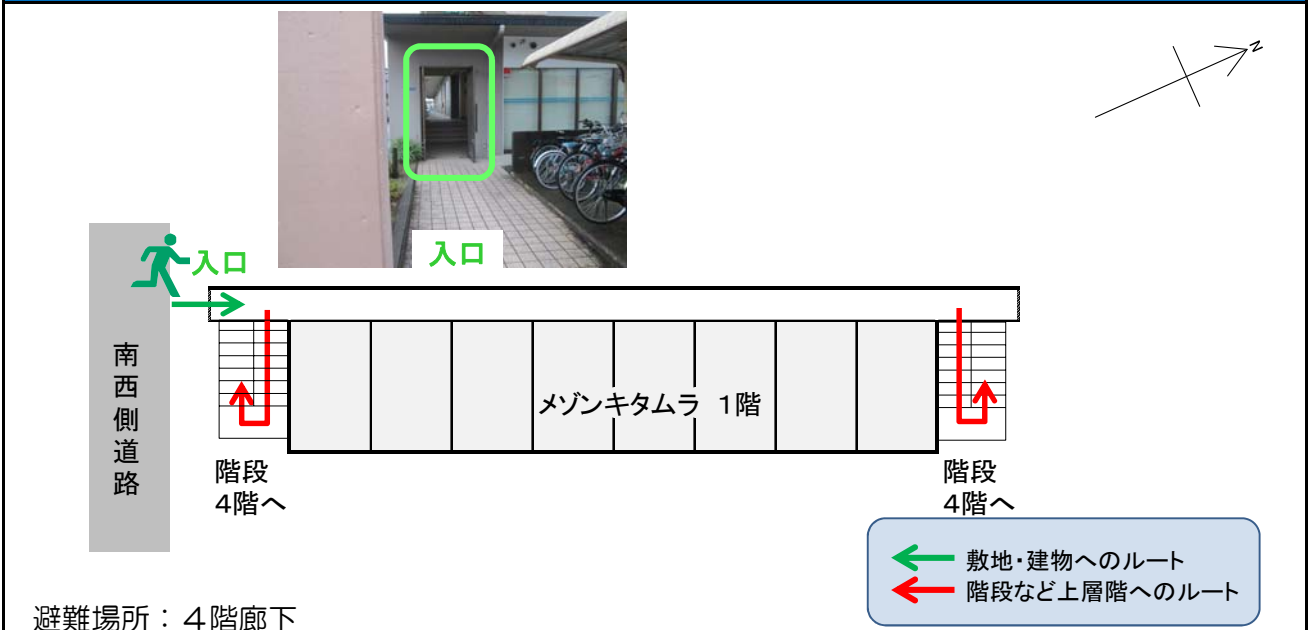 N
入口
入口
南西側道路
メゾンキタムラ １階
階段
4階へ
階段
4階へ
敷地・建物へのルート
階段など上層階へのルート
避難場所：４階廊下